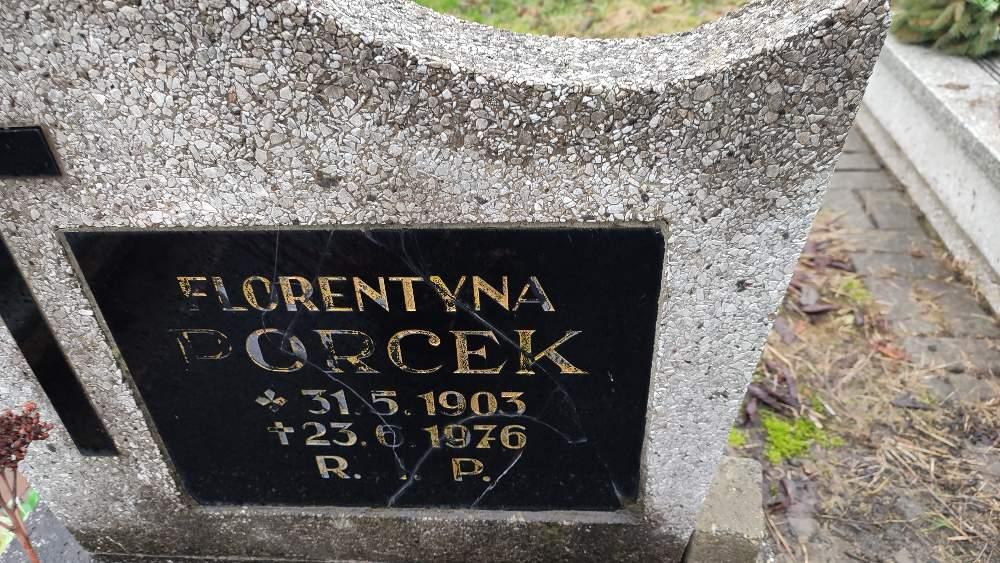 FLORENTYNA
PORCEK
31.5.1903
†23.6.1976
R. I. P.